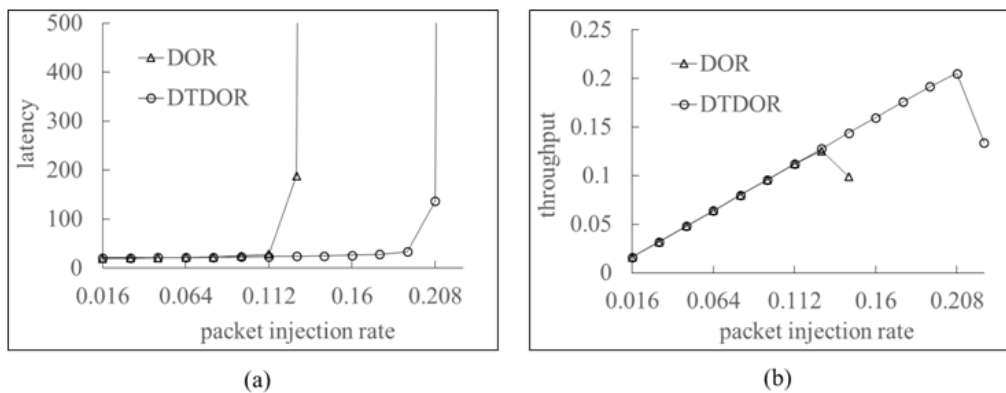 500
400
300
200
100
0
latency
DOR
DTDOR
0.016 0.064 0.112 0.16 0.208
packet injection rate
(a)
0.25
0.2
0.15
0.1
0.05
0
throughput
DOR
DTDOR
0.016 0.064 0.112 0.16 0.208
packet injection rate
(b)